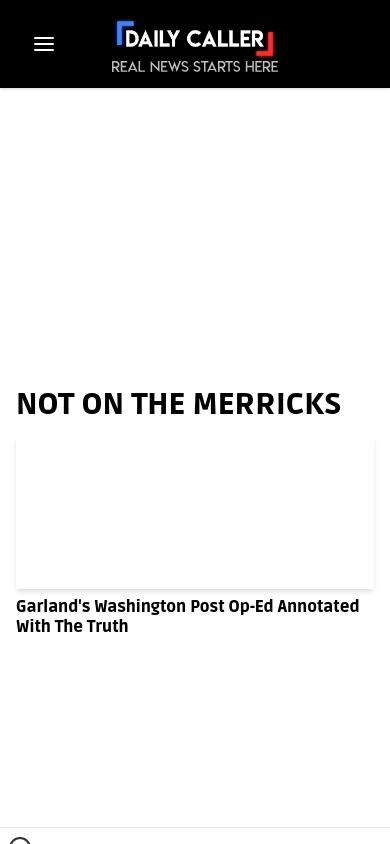 DAILY CALLER
REAL NEWS STARTS HERE
NOT ON THE MERRICKS
Garland's Washington Post Op-Ed Annotated
With The Truth